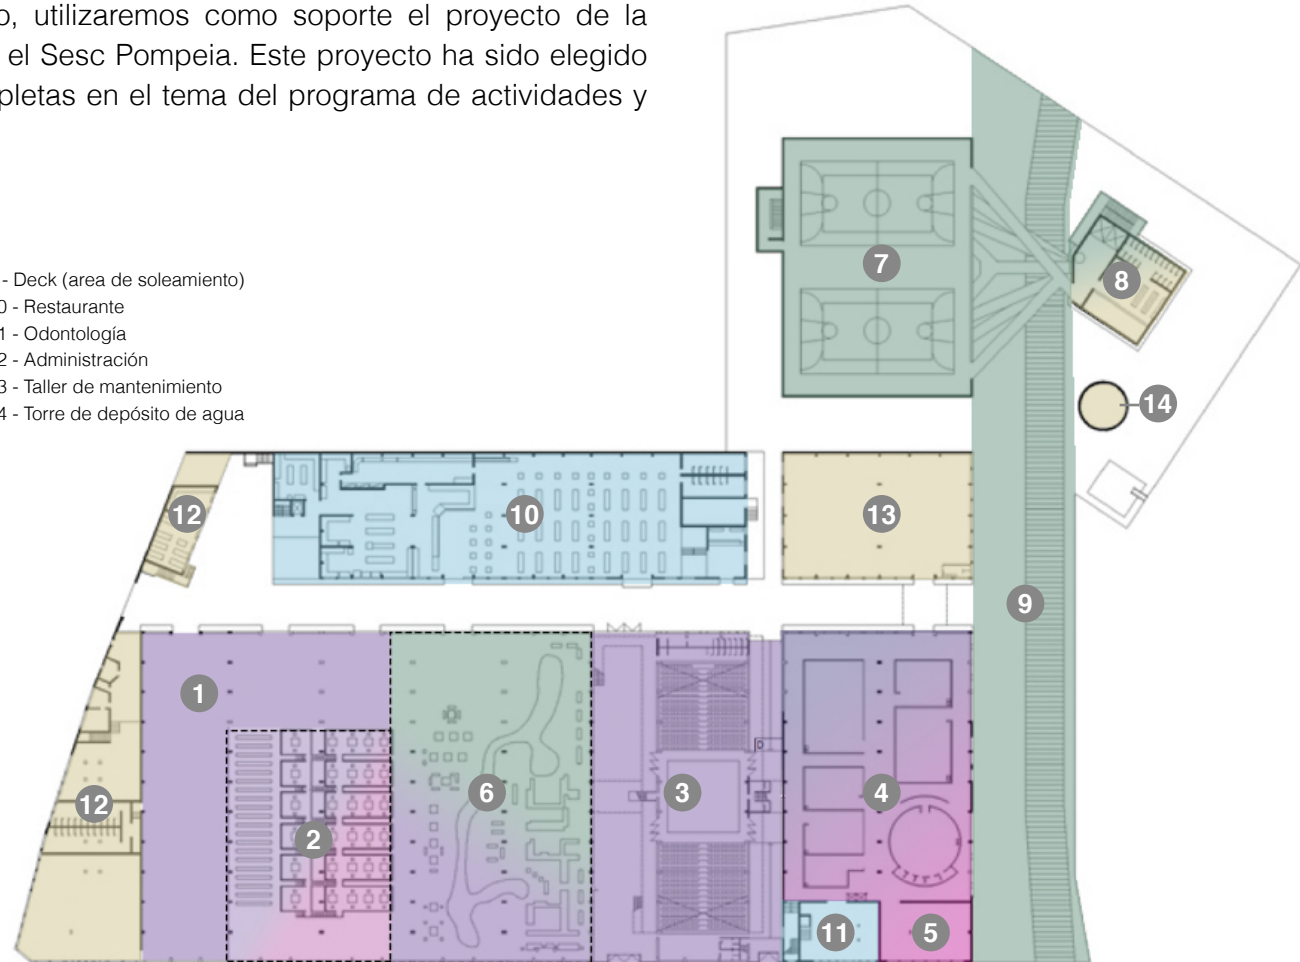 o, utilizaremos como soporte el proyecto de la
el Sesc Pompeia. Este proyecto ha sido elegido
pletas en el tema del programa de actividades y
- Deck (area de soleamiento)
0 - Restaurante
1 - Odontología
2 - Administración
3 - Taller de mantenimiento
4 - Torre de depósito de agua
7
8
14
12
10
13
9
1
6
3
4
12
2
11
5